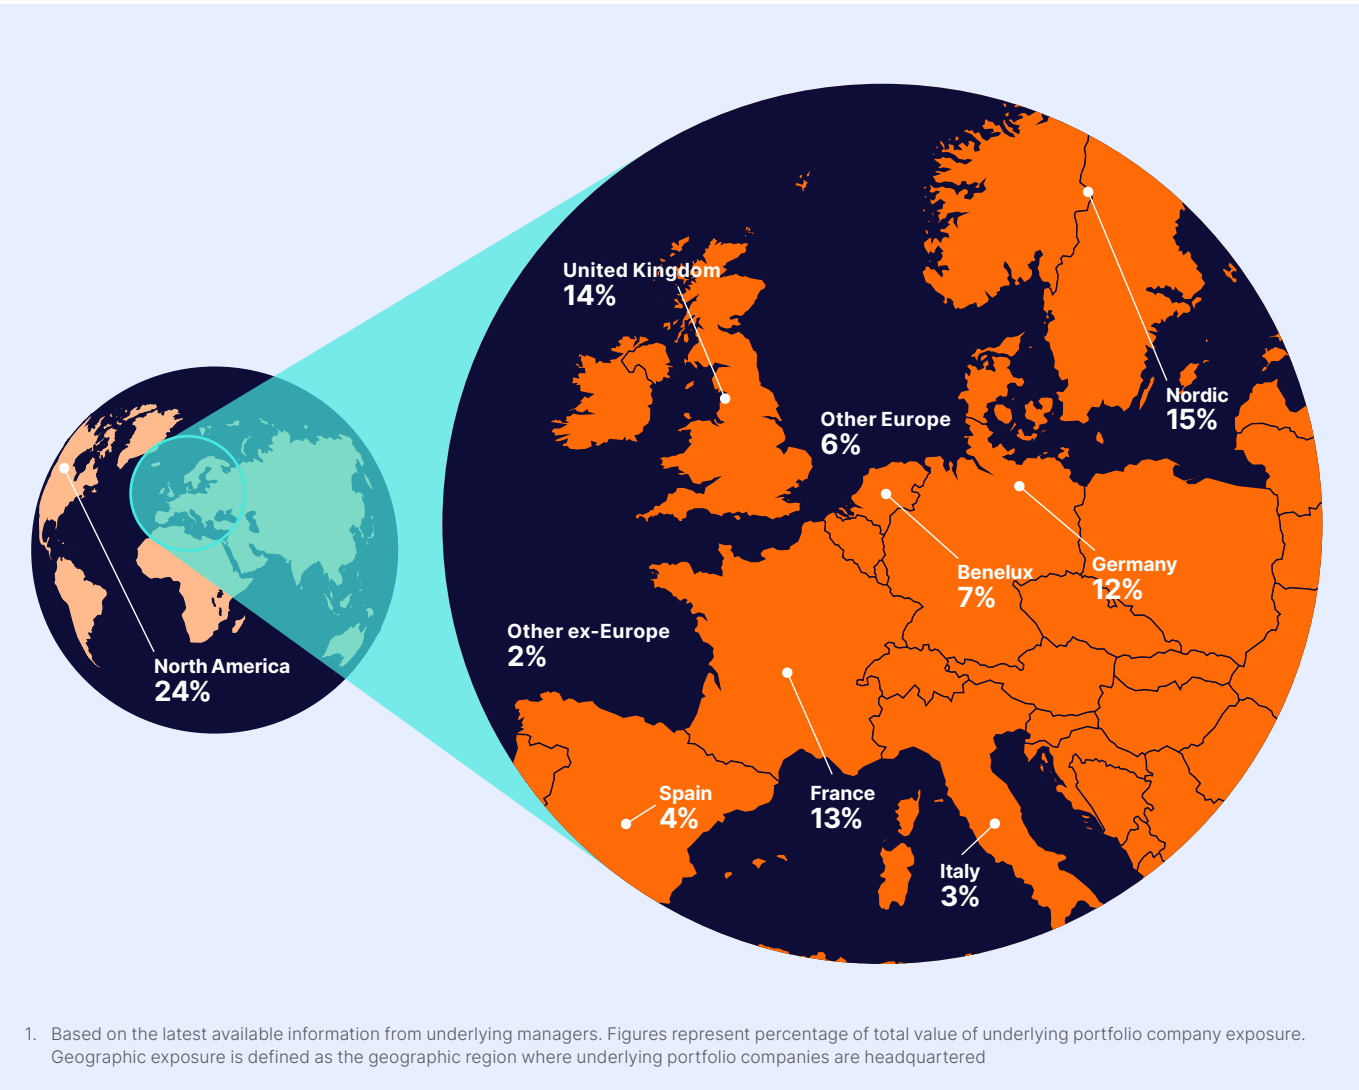 United Kingdom
14%
Other Europe
6%
Nordic
15%
Benelux
7%
Germany
12%
Other ex-Europe
2%
North America
24%
Spain
4%
France
13%
Italy
3%
1. Based on the latest available information from underlying managers. Figures represent percentage of total value of underlying portfolio company exposure.
Geographic exposure is defined as the geographic region where underlying portfolio companies are headquartered